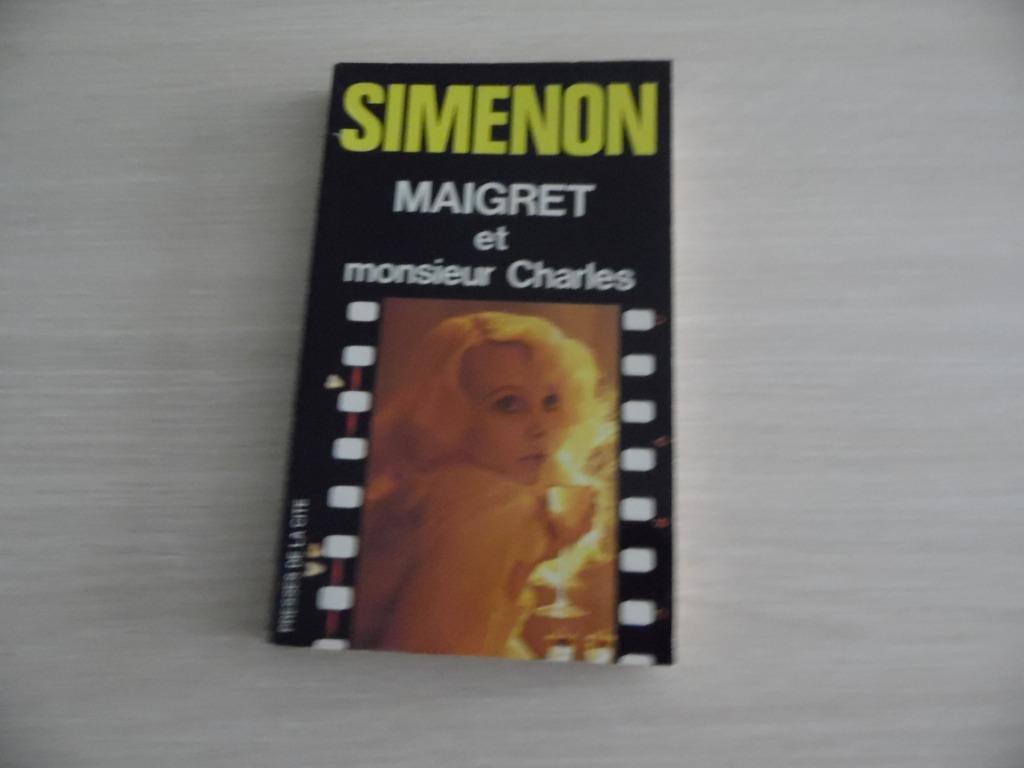 SIMENON
MAIGRET
et
monsieur Charles
PRESSES DE LA CITE